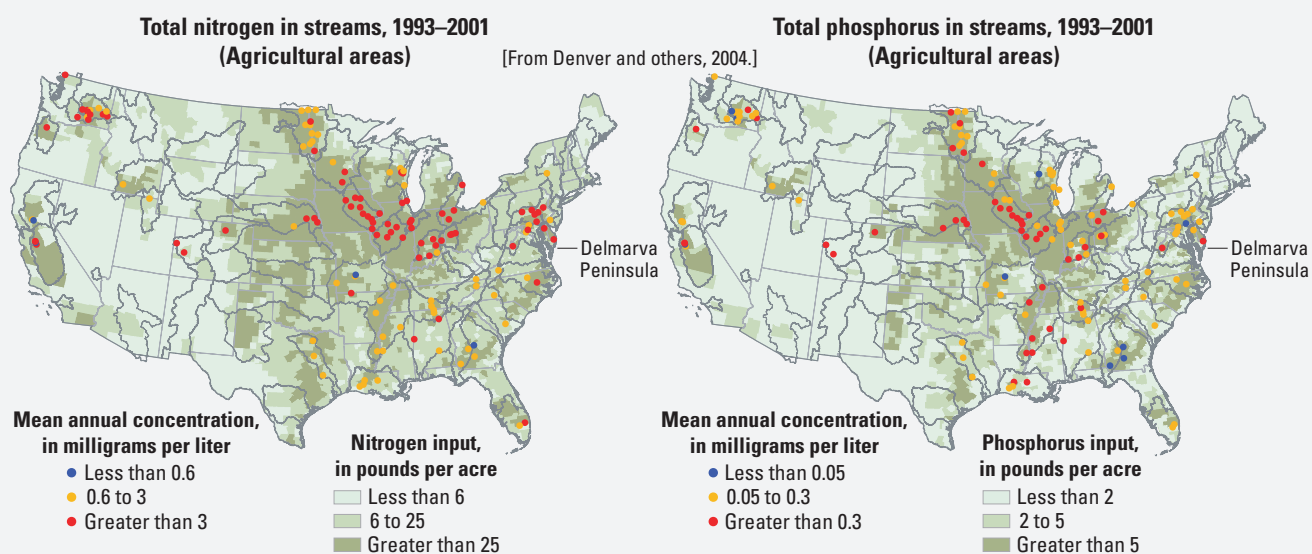 Total nitrogen in streams, 1993–2001
(Agricultural areas)
[From Denver and others, 2004.]
Total phosphorus in streams, 1993–2001
(Agricultural areas)
Delmarva
Peninsula
Mean annual concentration,
in milligrams per liter
Less than 0.6
0.6 to 3
Greater than 3
Nitrogen input,
in pounds per acre
Less than 6
6 to 25
Greater than 25
Delmarva
Peninsula
Mean annual concentration,
in milligrams per liter
Less than 0.05
0.05 to 0.3
Greater than 0.3
Phosphorus input,
in pounds per acre
Less than 2
2 to 5
Greater than 5